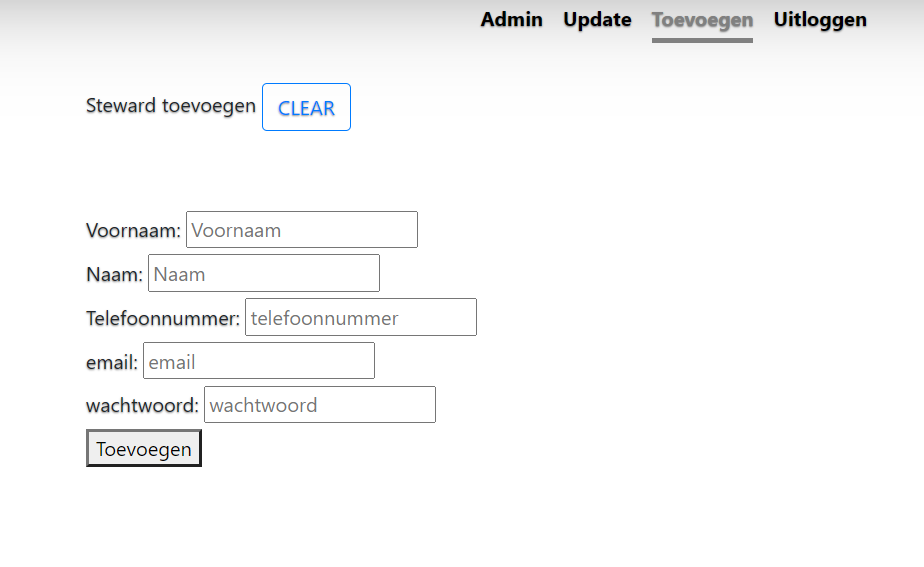 Admin Update Toevoegen Uitloggen
Steward toevoegen CLEAR
Voornaam: Voornaam
Naam: Naam
Telefoonnummer: telefoonnummer
email: email
wachtwoord: wachtwoord
Toevoegen